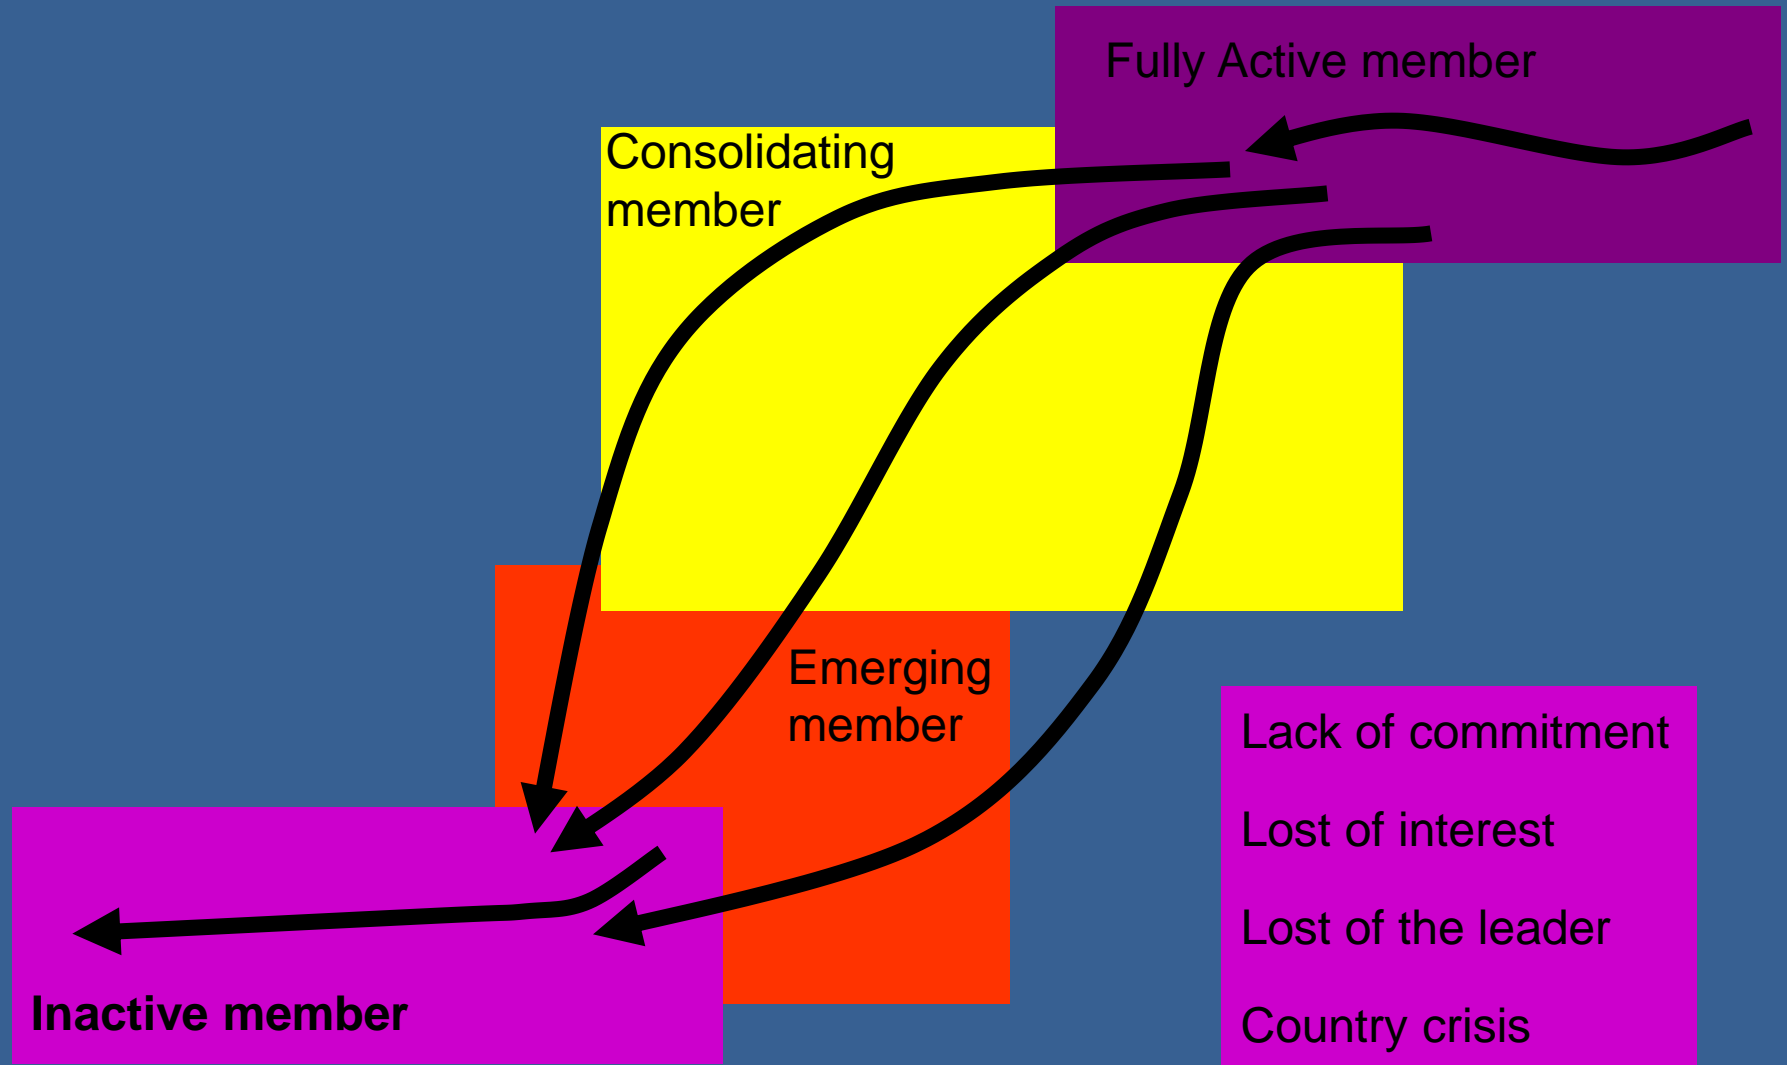 Fully Active member
Consolidating
member
Emerging
member
Lack of commitment
Lost of interest
Lost of the leader
Country crisis
Inactive member